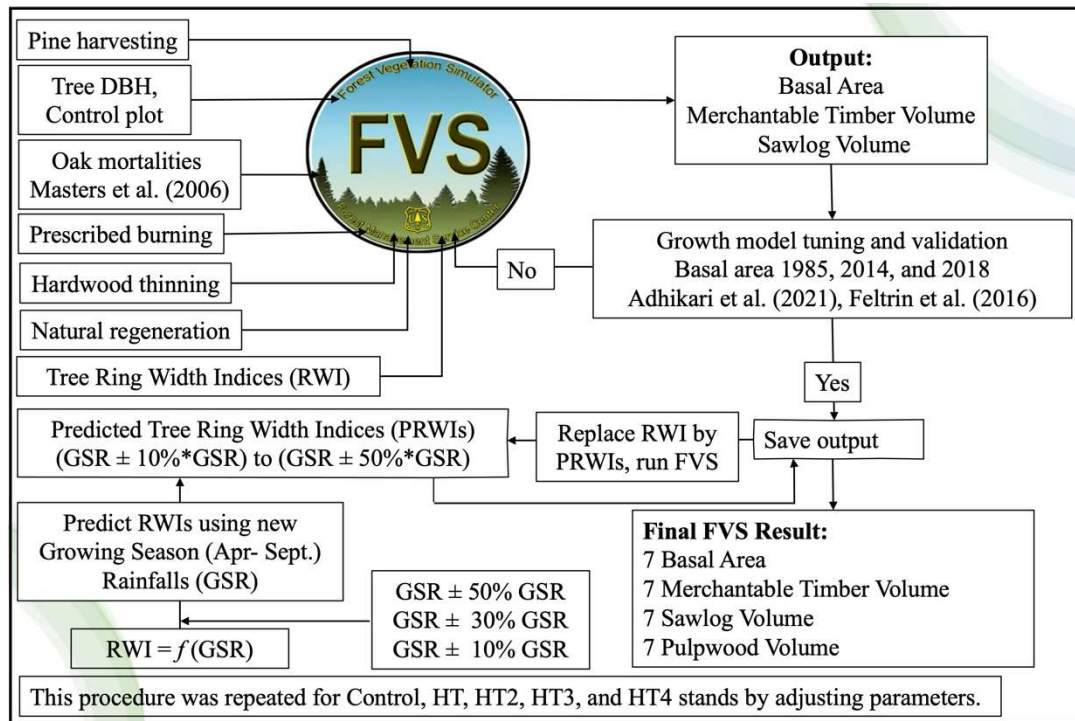 Pine harvesting
Tree DBH,
Control plot
Oak mortalities
Masters et al. (2006)
Prescribed burning
Hardwood thinning
Natural regeneration
Tree Ring Width Indices (RWI)
Forest Vegetation Simulator
FVS
Forest Management Service Center
Output:
Basal Area
Merchantable Timber Volume
Sawlog Volume
No
Growth model tuning and validation
Basal area 1985, 2014, and 2018
Adhikari et al. (2021), Feltrin et al. (2016)
Yes
Predicted Tree Ring Width Indices (PRWIs)
(GSR ± 10%*GSR) to (GSR ± 50%*GSR)
Replace RWI by
PRWIs, run FVS
Save output
Predict RWIs using new
Growing Season (Apr- Sept.)
Rainfalls (GSR)
RWI = f (GSR)
GSR ± 50% GSR
GSR ± 30% GSR
GSR ± 10% GSR
Final FVS Result:
7 Basal Area
7 Merchantable Timber Volume
7 Sawlog Volume
7 Pulpwood Volume
This procedure was repeated for Control, HT, HT2, HT3, and HT4 stands by adjusting parameters.